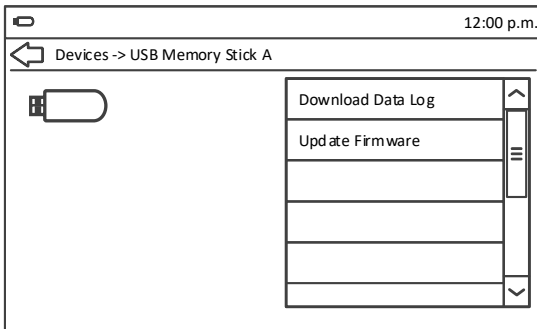 12:00 p.m.
Devices -> USB Memory Stick A
Download Data Log
Update Firmware